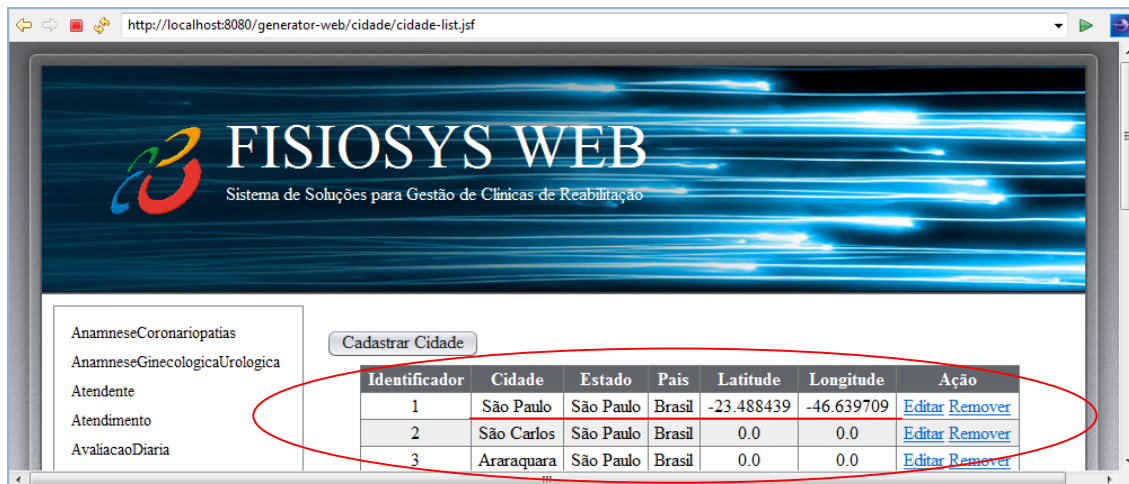 http://localhost:8080/generator-web/cidade/cidade-list.jsf
FISIOSYS WEB
Sistema de Soluções para Gestão de Clínicas de Reabilitação
AnamneseCoronariopatias
AnamneseGinecologicaUrologica
Atendente
Atendimento
AvaliacaoDiaria
Cadastrar Cidade
Identificador Cidade Estado Pais Latitude Longitude Ação
1 São Paulo São Paulo Brasil -23.488439 -46.639709 Editar Remover
2 São Carlos São Paulo Brasil 0.0 0.0 Editar Remover
3 Araraquara São Paulo Brasil 0.0 0.0 Editar Remover